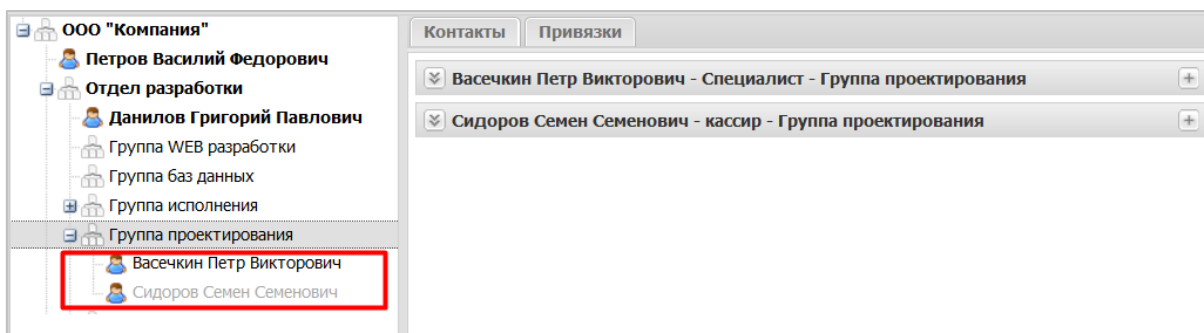 ООО "Компания"
Петров Василий Федорович
Отдел разработки
Данилов Григорий Павлович
Группа WEB разработки
Группа баз данных
Группа исполнения
Группа проектирования
Васечкин Петр Викторович
Сидоров Семен Семенович
Контакты Привязки
Васечкин Петр Викторович - Специалист - Группа проектирования
Сидоров Семен Семенович - кассир - Группа проектирования